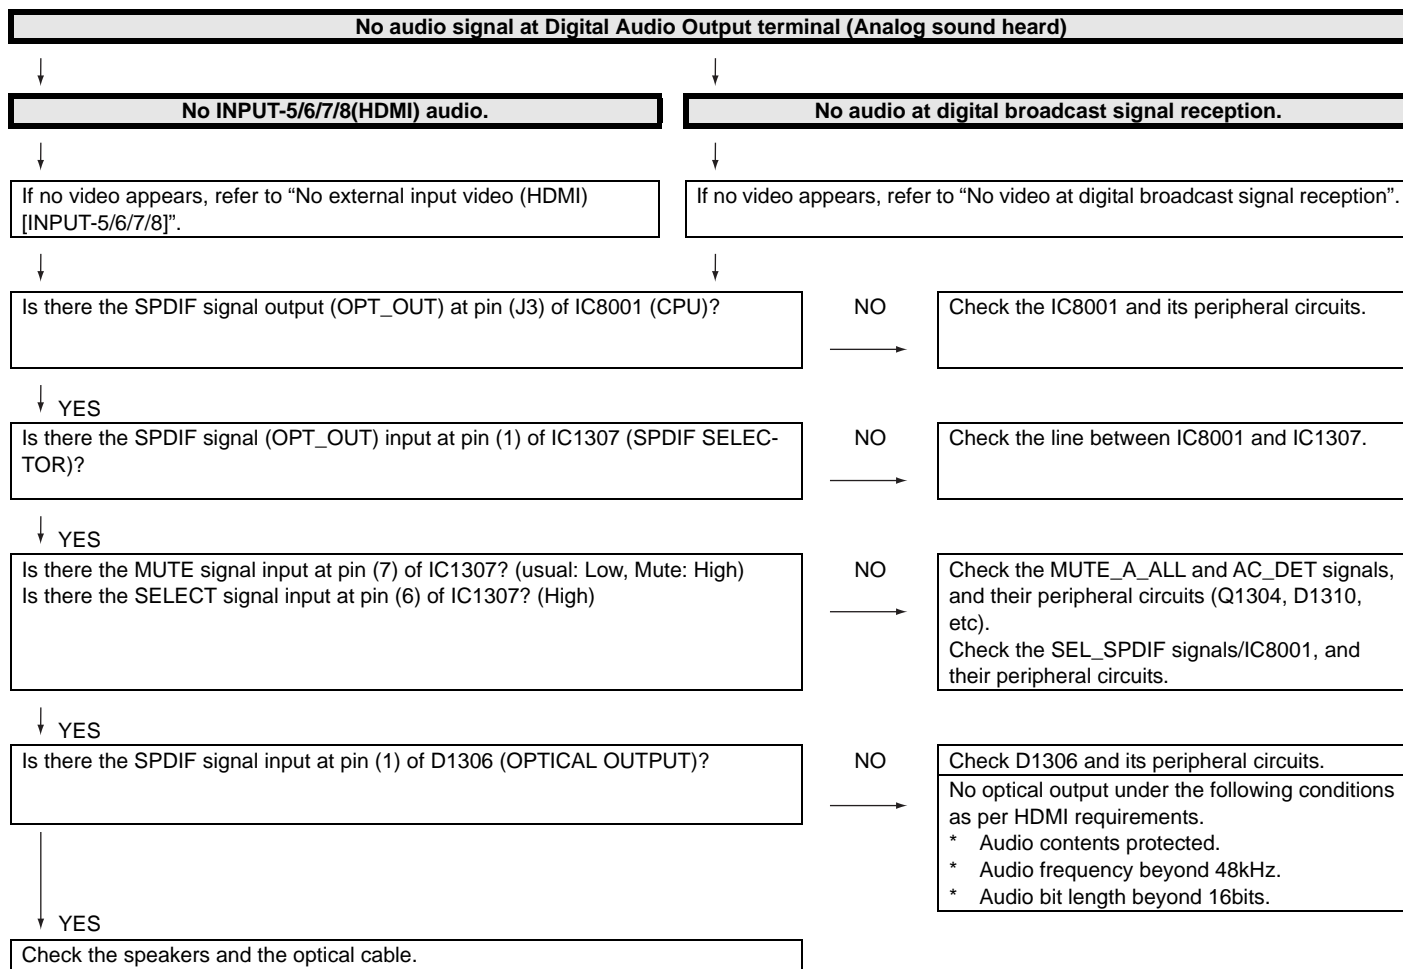 No audio signal at Digital Audio Output terminal (Analog sound heard)
No INPUT-5/6/7/8(HDMI) audio.
No audio at digital broadcast signal reception.
If no video appears, refer to “No external input video (HDMI)
[INPUT-5/6/7/8]”.
If no video appears, refer to “No video at digital broadcast signal reception”.
Is there the SPDIF signal output (OPT_OUT) at pin (J3) of IC8001 (CPU)?
NO
Check the IC8001 and its peripheral circuits.
YES
Is there the SPDIF signal (OPT_OUT) input at pin (1) of IC1307 (SPDIF SELEC-
TOR)?
NO
Check the line between IC8001 and IC1307.
YES
Is there the MUTE signal input at pin (7) of IC1307? (usual: Low, Mute: High)
Is there the SELECT signal input at pin (6) of IC1307? (High)
NO
Check the MUTE_A_ALL and AC_DET signals,
and their peripheral circuits (Q1304, D1310,
etc).
Check the SEL_SPDIF signals/IC8001, and
their peripheral circuits.
YES
Is there the SPDIF signal input at pin (1) of D1306 (OPTICAL OUTPUT)?
NO
Check D1306 and its peripheral circuits.
No optical output under the following conditions
as per HDMI requirements.
* Audio contents protected.
* Audio frequency beyond 48kHz.
* Audio bit length beyond 16bits.
YES
Check the speakers and the optical cable.